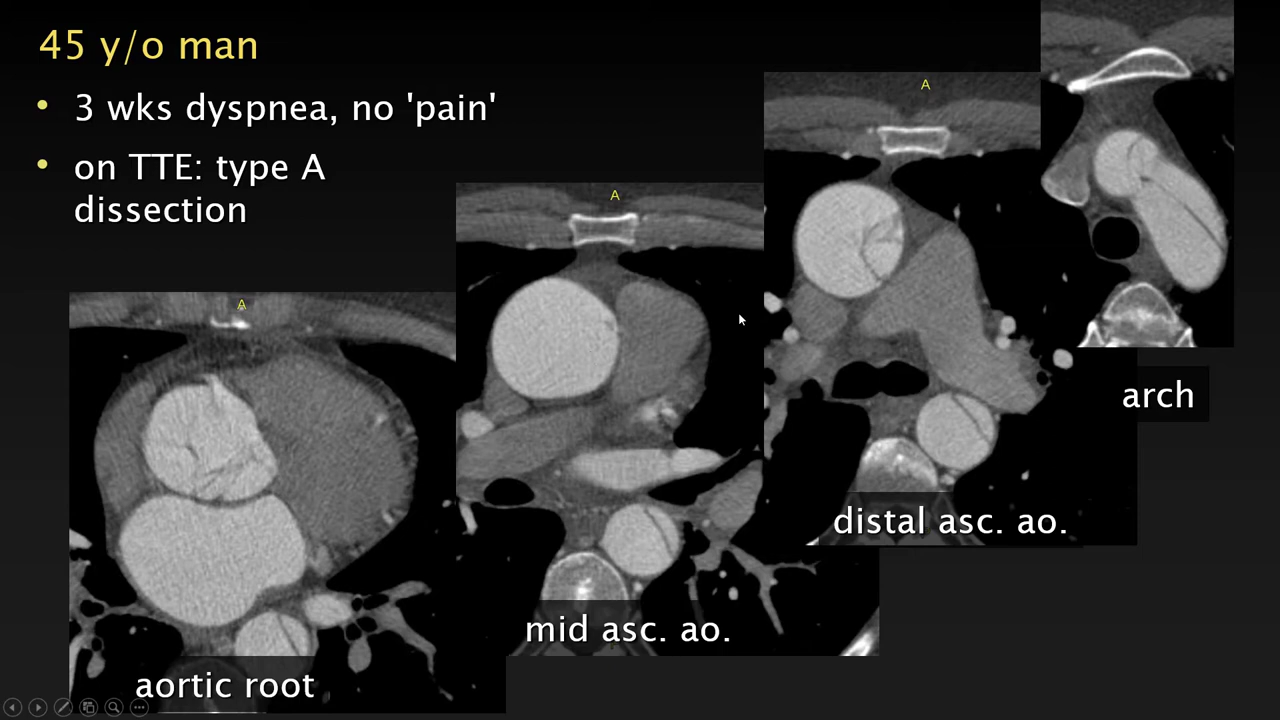 45 y/o man
• 3 wks dyspnea, no 'pain'
• on TTE: type A
dissection
A
A
A
arch
distal asc. ao.
mid asc. ao.
aortic root